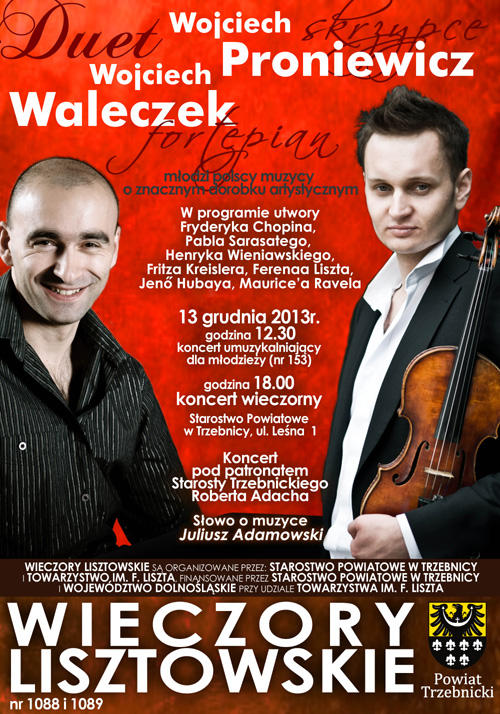 Duet Wojciech skrzypce
Proniewicz
Wojciech
Waleczek
fortepian
młodzi polscy muzycy
o znacznym dorobku artystycznym
W programie utwory
Fryderyka Chopina,
Pabla Sarasatego,
Henryka Wieniawskiego,
Fritza Kreislera, Ferenaa Liszta,
Jenő Hubaya, Maurice'a Ravela
13 grudnia 2013r.
godzina 12.30
koncert umuzykalniający
dla młodzieży (nr 153)
godzina 18.00
koncert wieczorny
Starostwo Powiatowe
w Trzebnicy, ul. Leśna 1
Koncert
pod patronatem
Starosty Trzebnickiego
Roberta Adacha
Słowo o muzyce
Juliusz Adamowski
WIECZORY LISZTOWSKIE SĄ ORGANIZOWANE PRZEZ: STAROSTWO POWIATOWE W TRZEBNICY
I TOWARZYSTWO IM. F. LISZTA, FINANSOWANE PRZEZ STAROSTWO POWIATOWE W TRZEBNICY
I WOJEWÓDZTWO DOLNOŚLĄSKIE PRZY UDZIALE TOWARZYSTWA IM. F. LISZTA
WIECZORY
LISZTOWSKIE
nr 1088 i 1089
Powiat
Trzebnicki